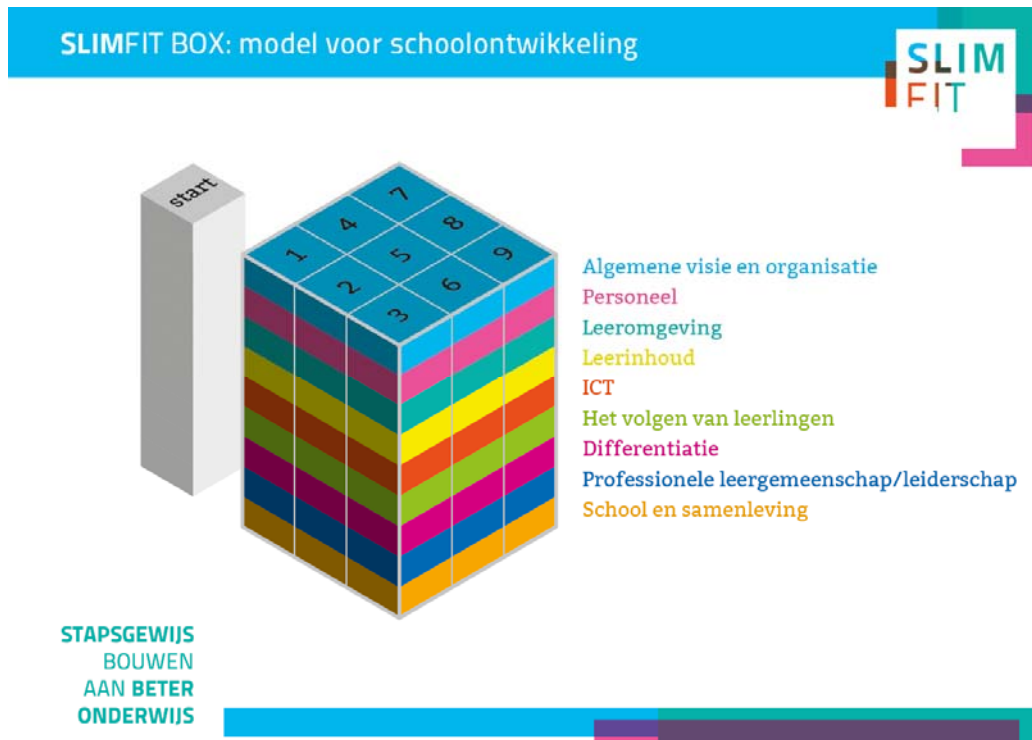 SLIMFIT BOX: model voor schoolontwikkeling
SLIM
FIT
start
1 4 7
2 5 8
3 6 9
Algemene visie en organisatie
Personeel
Leeromgeving
Leerinhoud
ICT
Het volgen van leerlingen
Differentiatie
Professionele leergemeenschap/leiderschap
School en samenleving
STAPSGEWIJS
BOUWEN
AAN BETER
ONDERWIJS